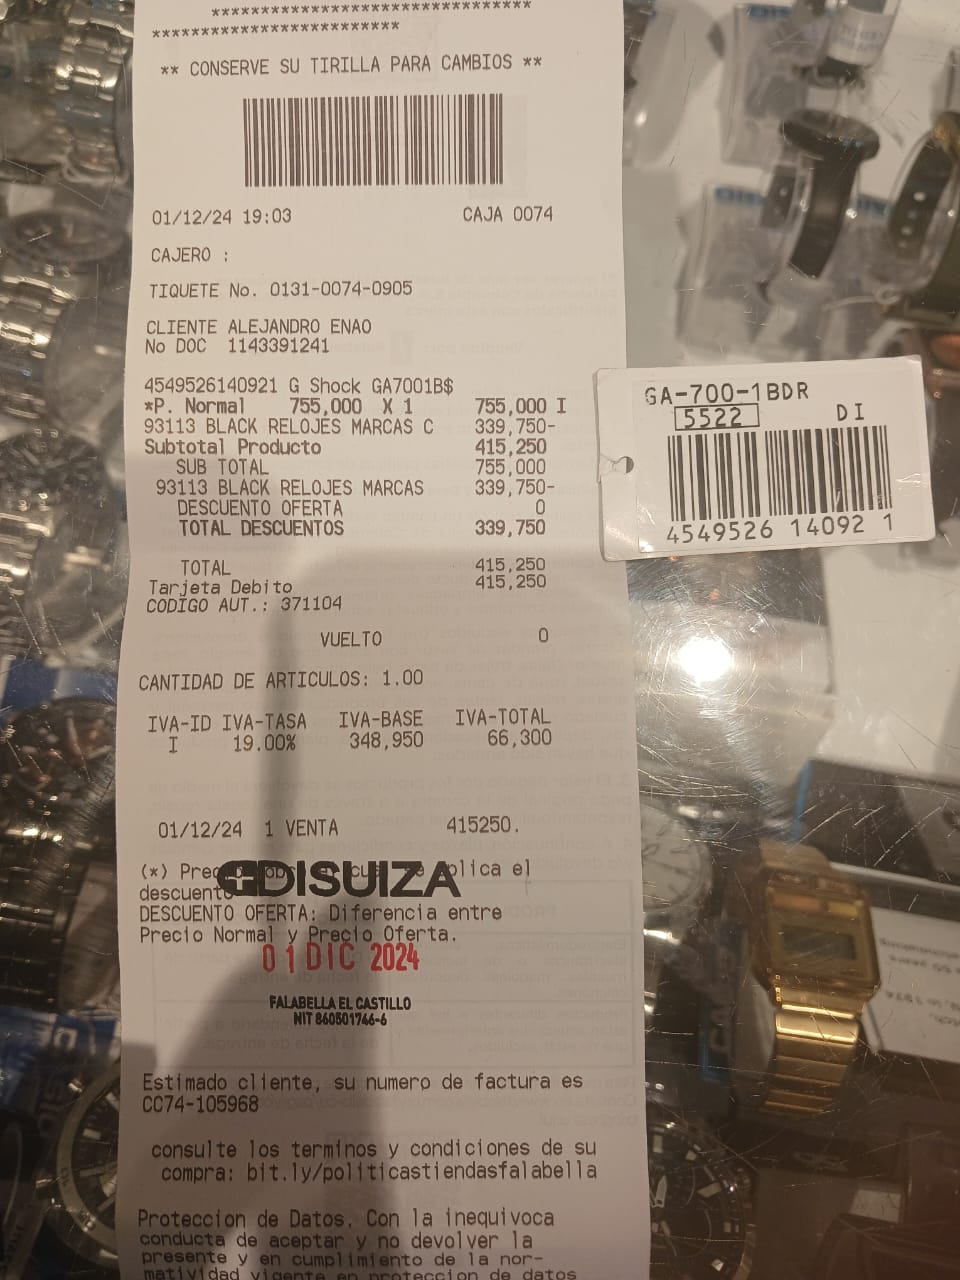 *********************************
*************************
** CONSERVE SU TIRILLA PARA CAMBIOS **
01/12/24 19:03 CAJA 0074
CAJERO :
TIQUETE No. 0131-0074-0905
CLIENTE ALEJANDRO ENAO
No DOC 1143391241
4549526140921 G Shock GA7001B$
*P. Normal 755,000 X 1 755,000 I
93113 BLACK RELOJES MARCAS C 339,750-
Subtotal Producto 415,250
SUB TOTAL 755,000
93113 BLACK RELOJES MARCAS 339,750-
DESCUENTO OFERTA 0
TOTAL DESCUENTOS 339,750
TOTAL 415,250
Tarjeta Debito 415,250
CODIGO AUT.: 371104
VUELTO 0
CANTIDAD DE ARTICULOS: 1.00
IVA-ID IVA-TASA IVA-BASE IVA-TOTAL
I 19.00% 348,950 66,300
01/12/24 1 VENTA 415250.
(*) el
descuento
DISUIZA
DESCUENTO OFERTA: Diferencia entre
Precio Normal y Precio Oferta.
01 DIC 2024
FALABELLA EL CASTILLO
NIT 860501746-6
Estimado cliente, su numero de factura es
CC74-105968
consulte los terminos y condiciones de su
compra: bit.ly/politicastiendasfalabella
Proteccion de Datos. Con la inequivoca
conducta de aceptar y no devolver la
presente y en cumplimiento de la nor-
matividad vigente en proteccion de datos
GA-700-1BDR
5522 DI
4549526 14092 1